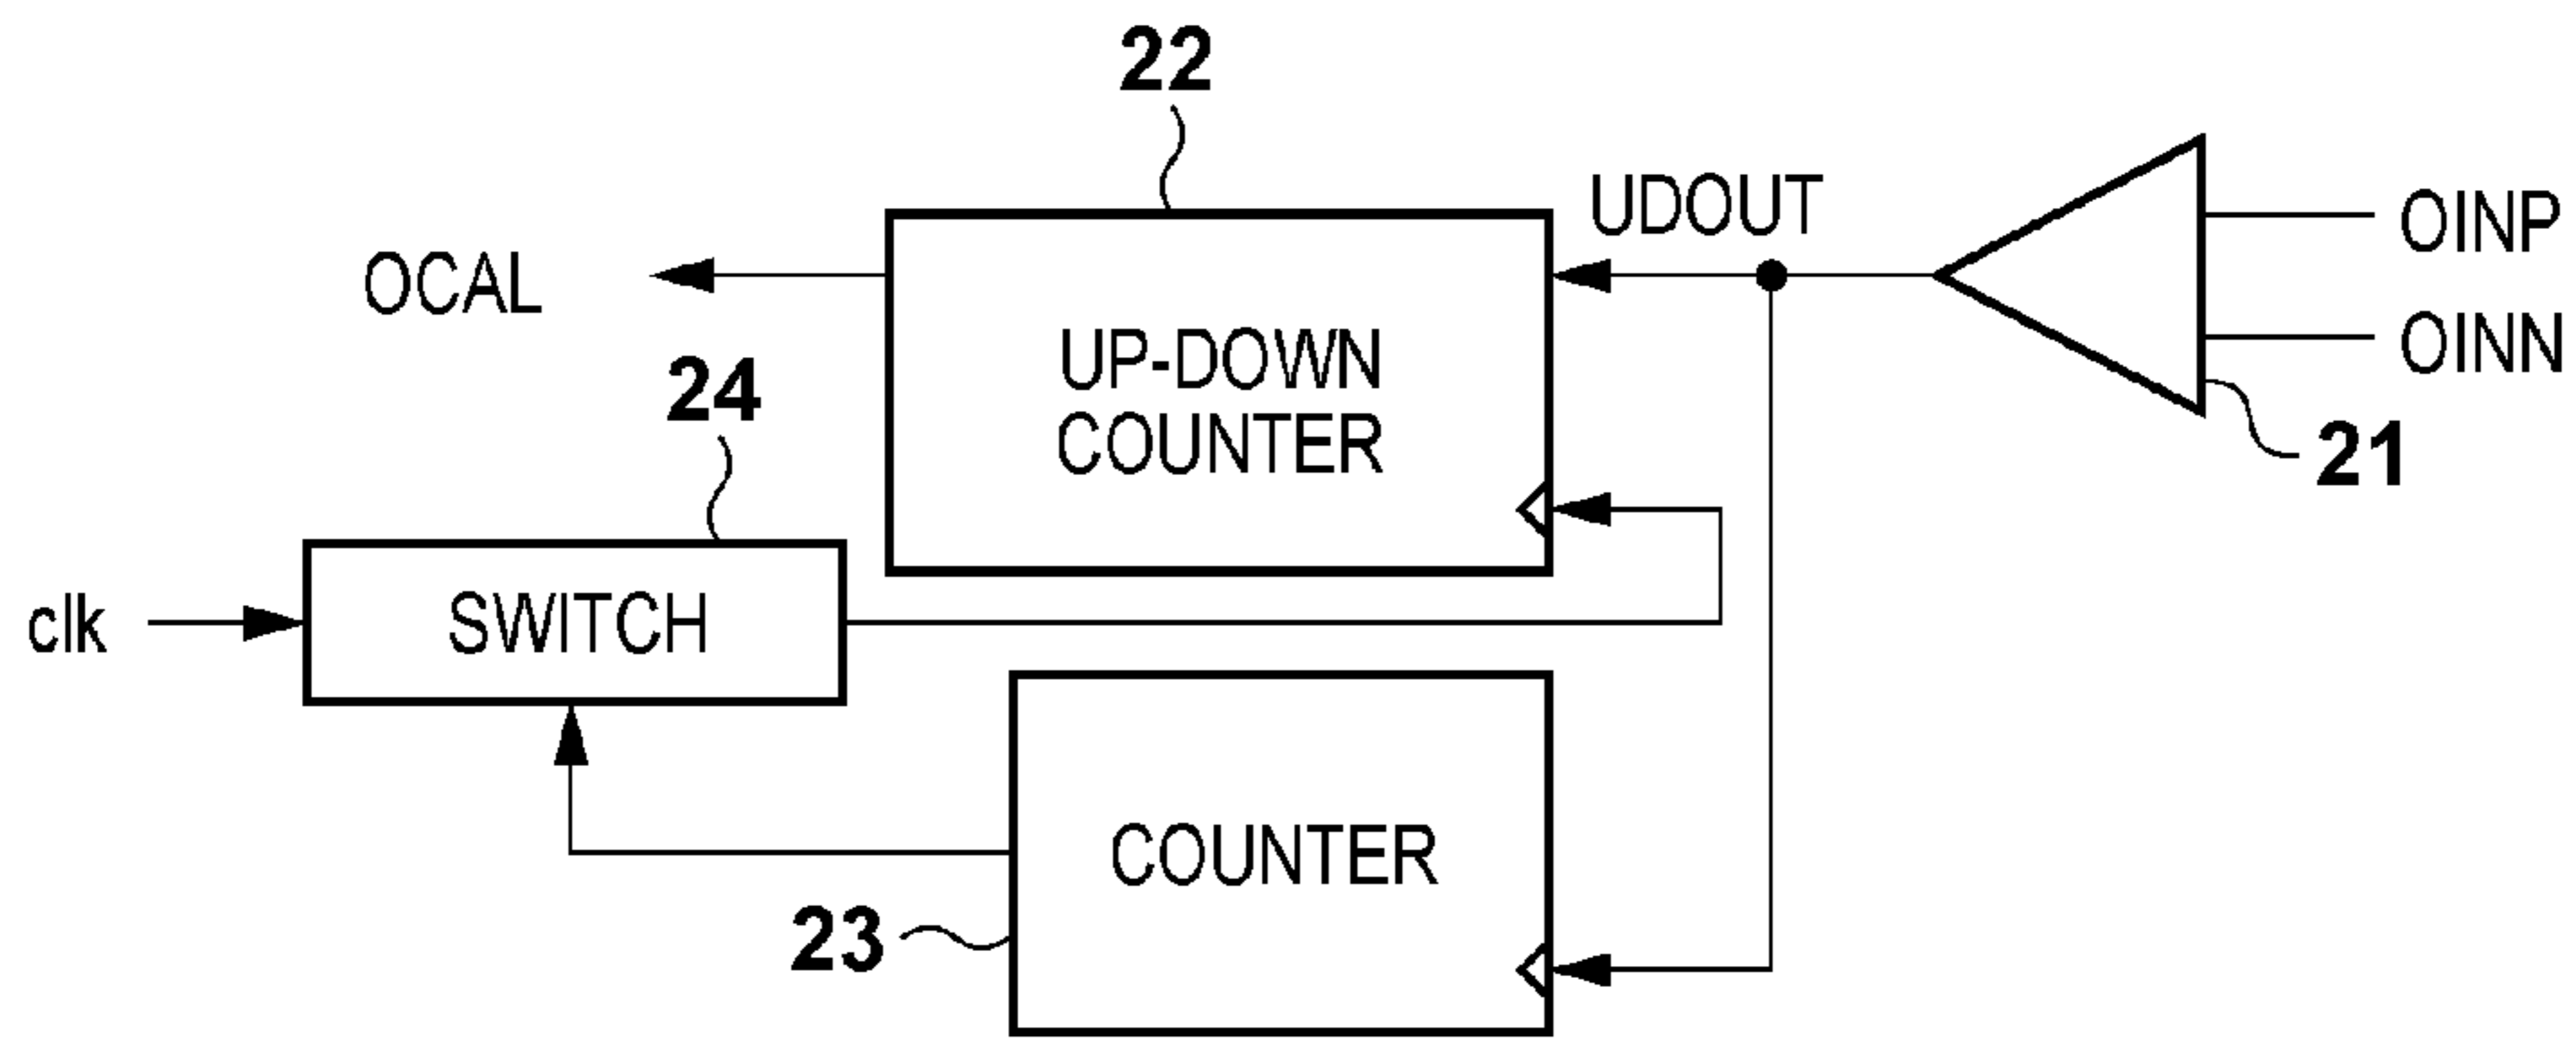 22
UDOUT
OINP
OCAL
UP-DOWN
COUNTER
OINN
24
21
clk
SWITCH
COUNTER
23